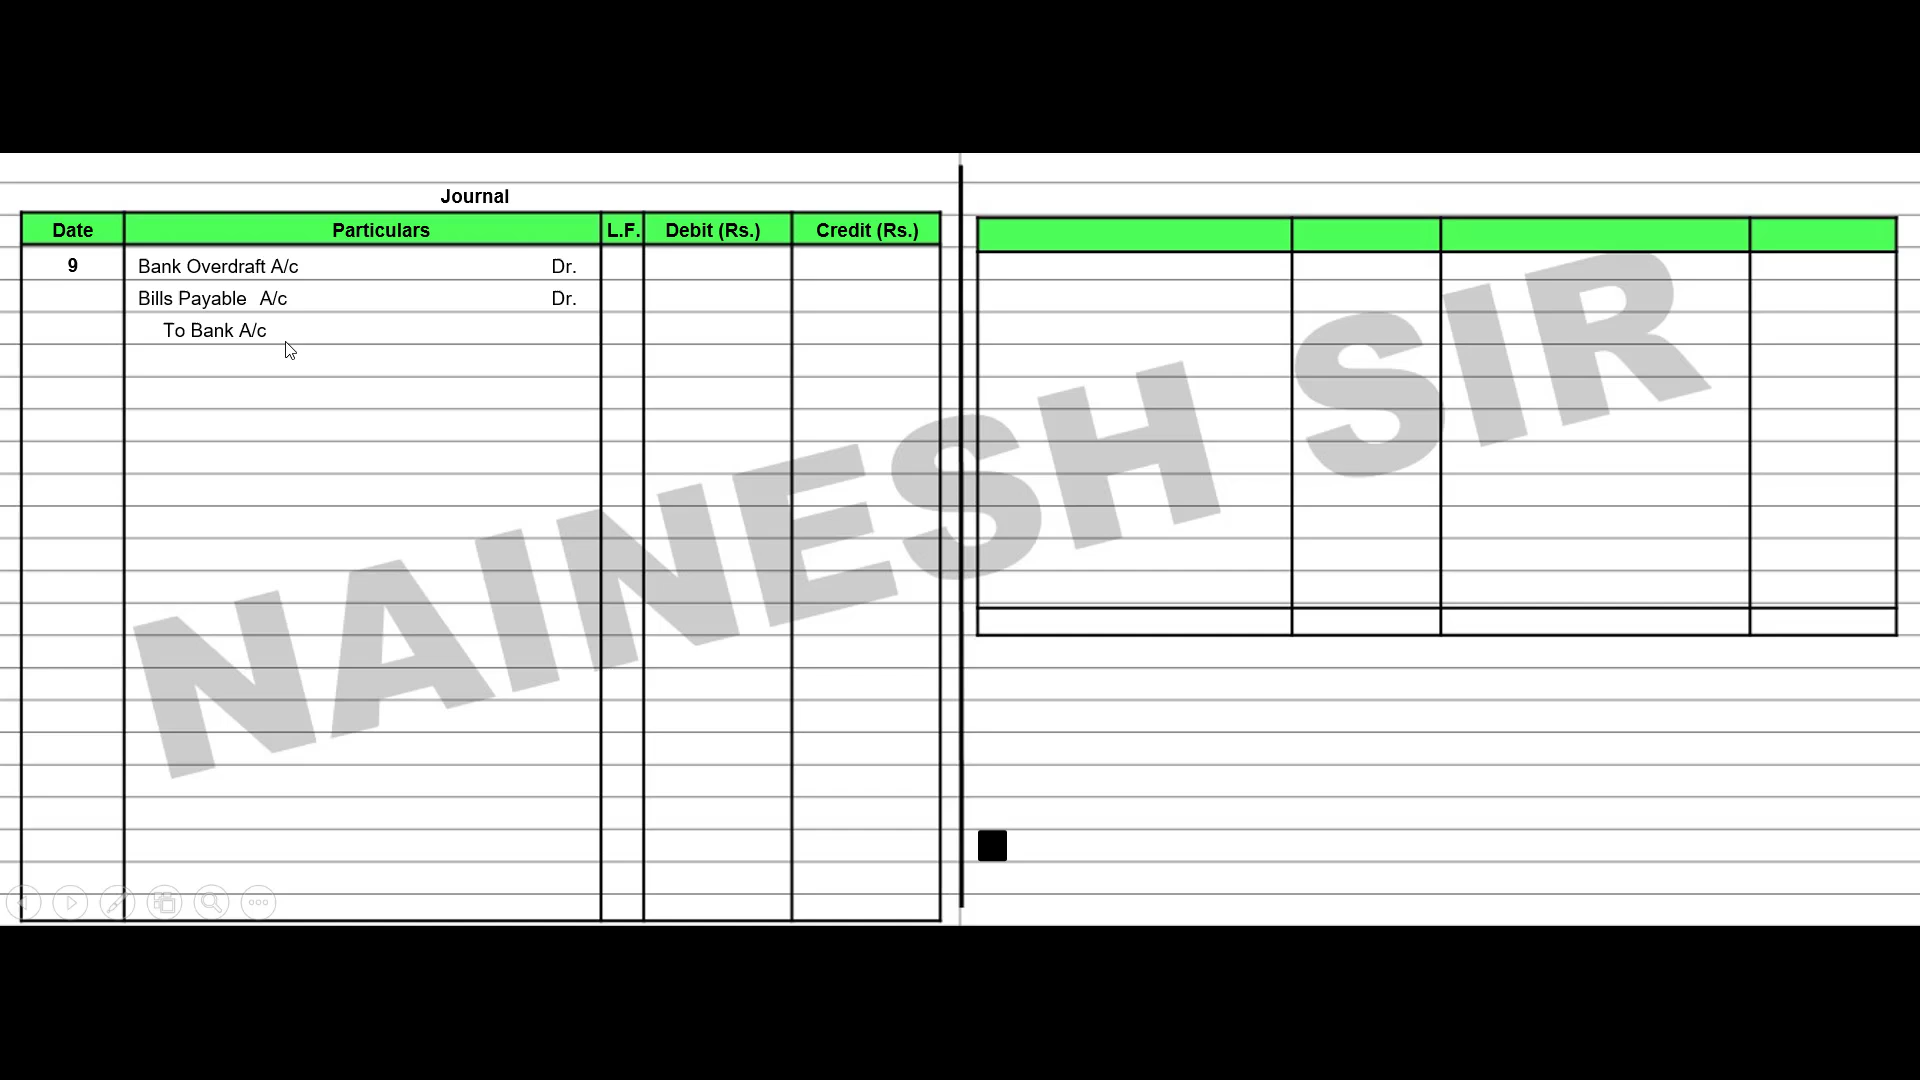 Journal
Date Particulars L.F. Debit (Rs.) Credit (Rs.)
9 Bank Overdraft A/c Dr.
Bills Payable A/c Dr.
To Bank A/c
NAINESH SIR